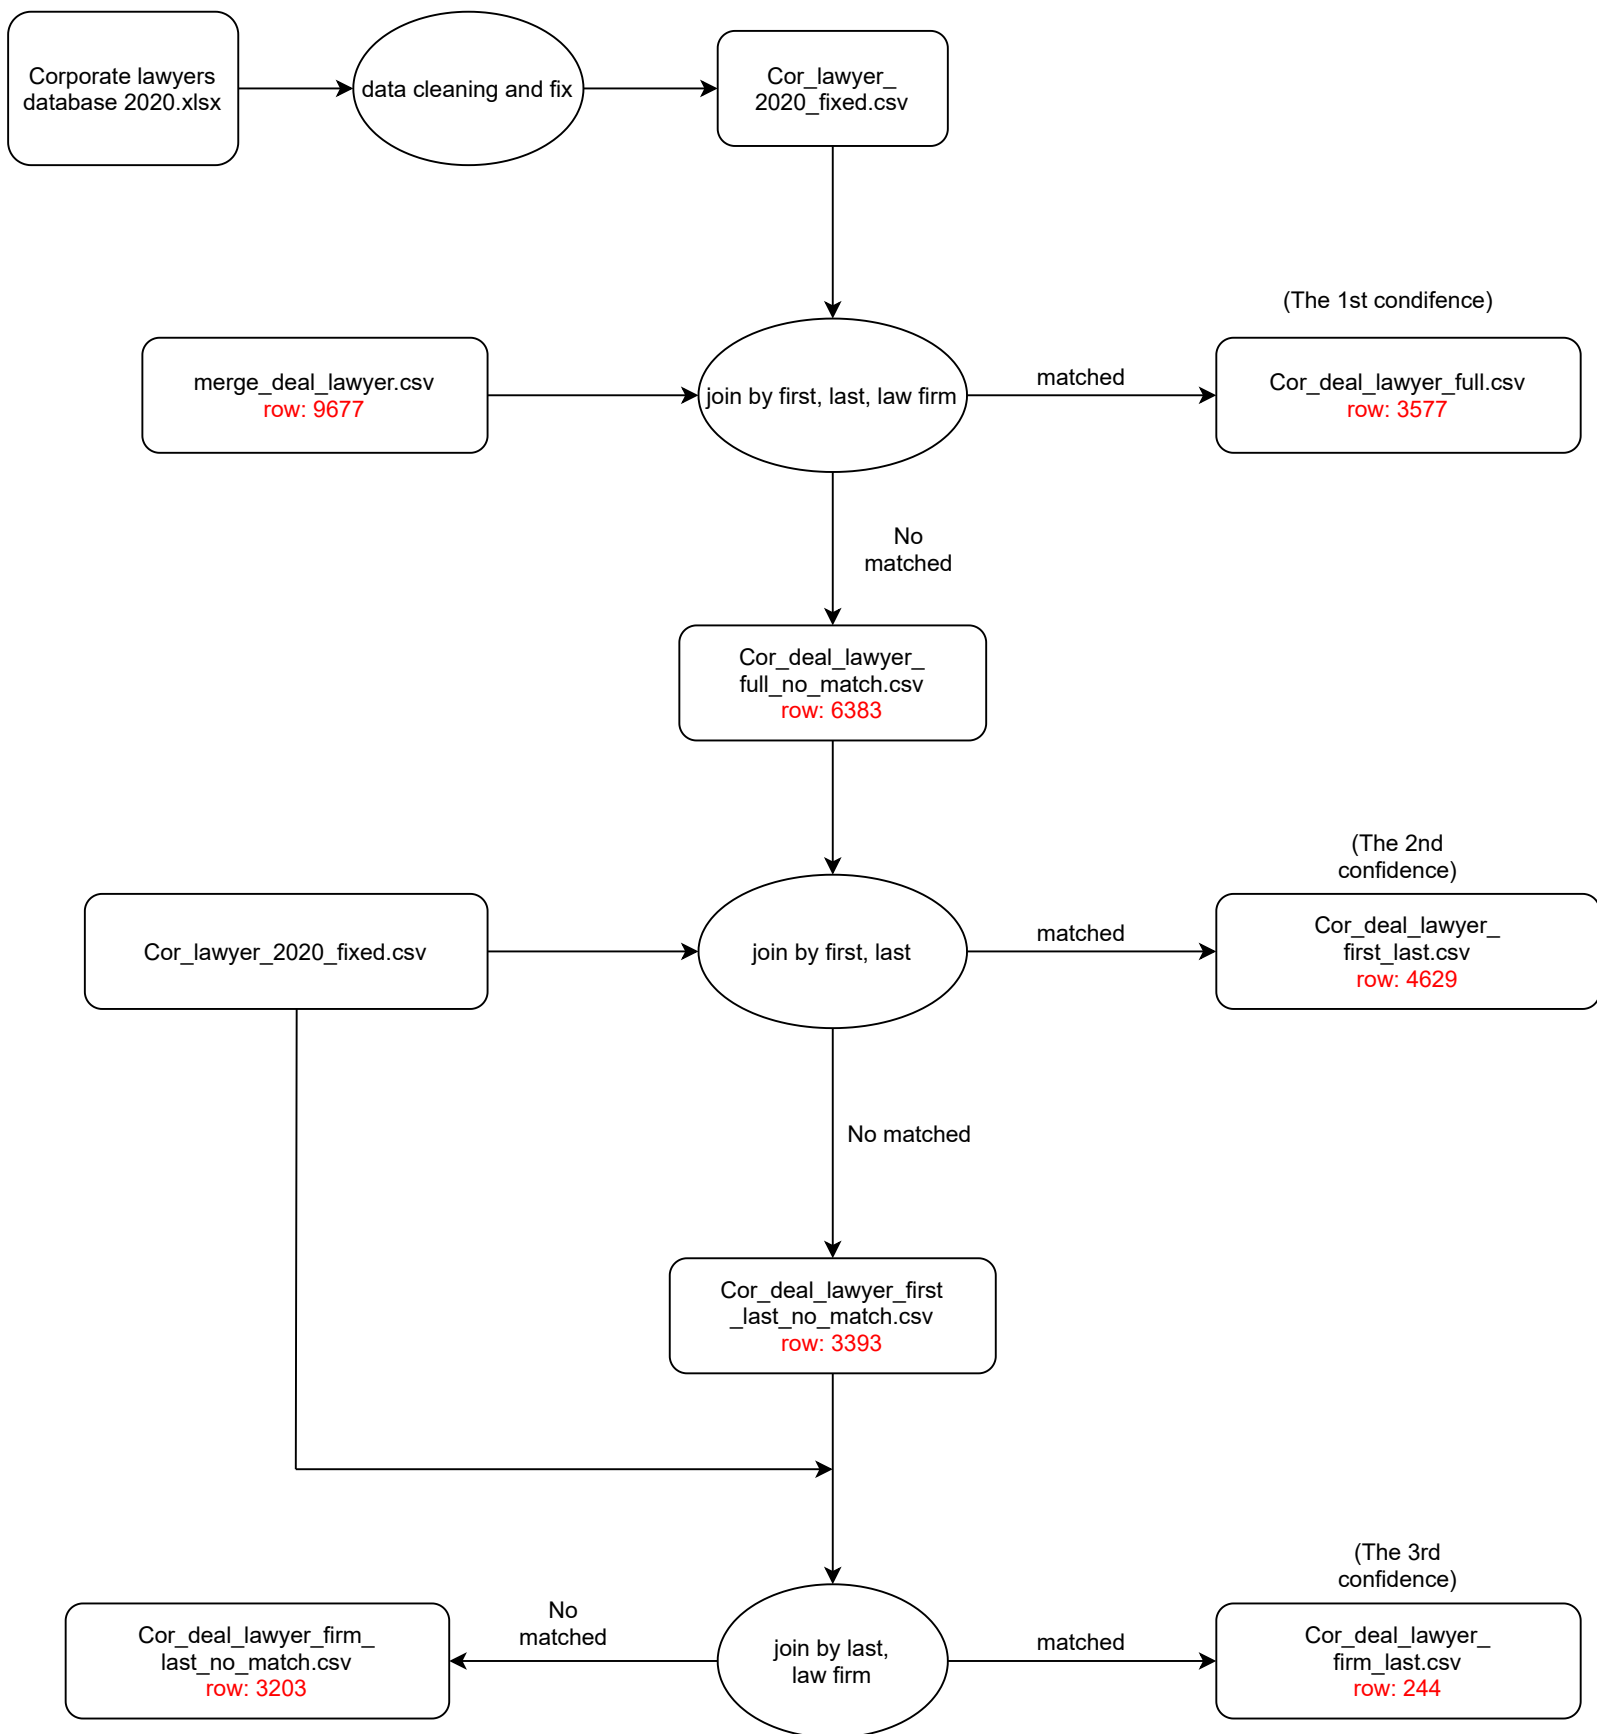 Corporate lawyers
database 2020.xlsx
data cleaning and fix
Cor_lawyer_
2020_fixed.csv
(The 1st condifence)
merge_deal_lawyer.csv
row: 9677
join by first, last, law firm
matched
Cor_deal_lawyer_full.csv
row: 3577
No
matched
Cor_deal_lawyer_
full_no_match.csv
row: 6383
(The 2nd
confidence)
Cor_lawyer_2020_fixed.csv
join by first, last
matched
Cor_deal_lawyer_
first_last.csv
row: 4629
No matched
Cor_deal_lawyer_first
_last_no_match.csv
row: 3393
(The 3rd
confidence)
Cor_deal_lawyer_firm_
last_no_match.csv
row: 3203
No
matched
join by last,
law firm
matched
Cor_deal_lawyer_
firm_last.csv
row: 244